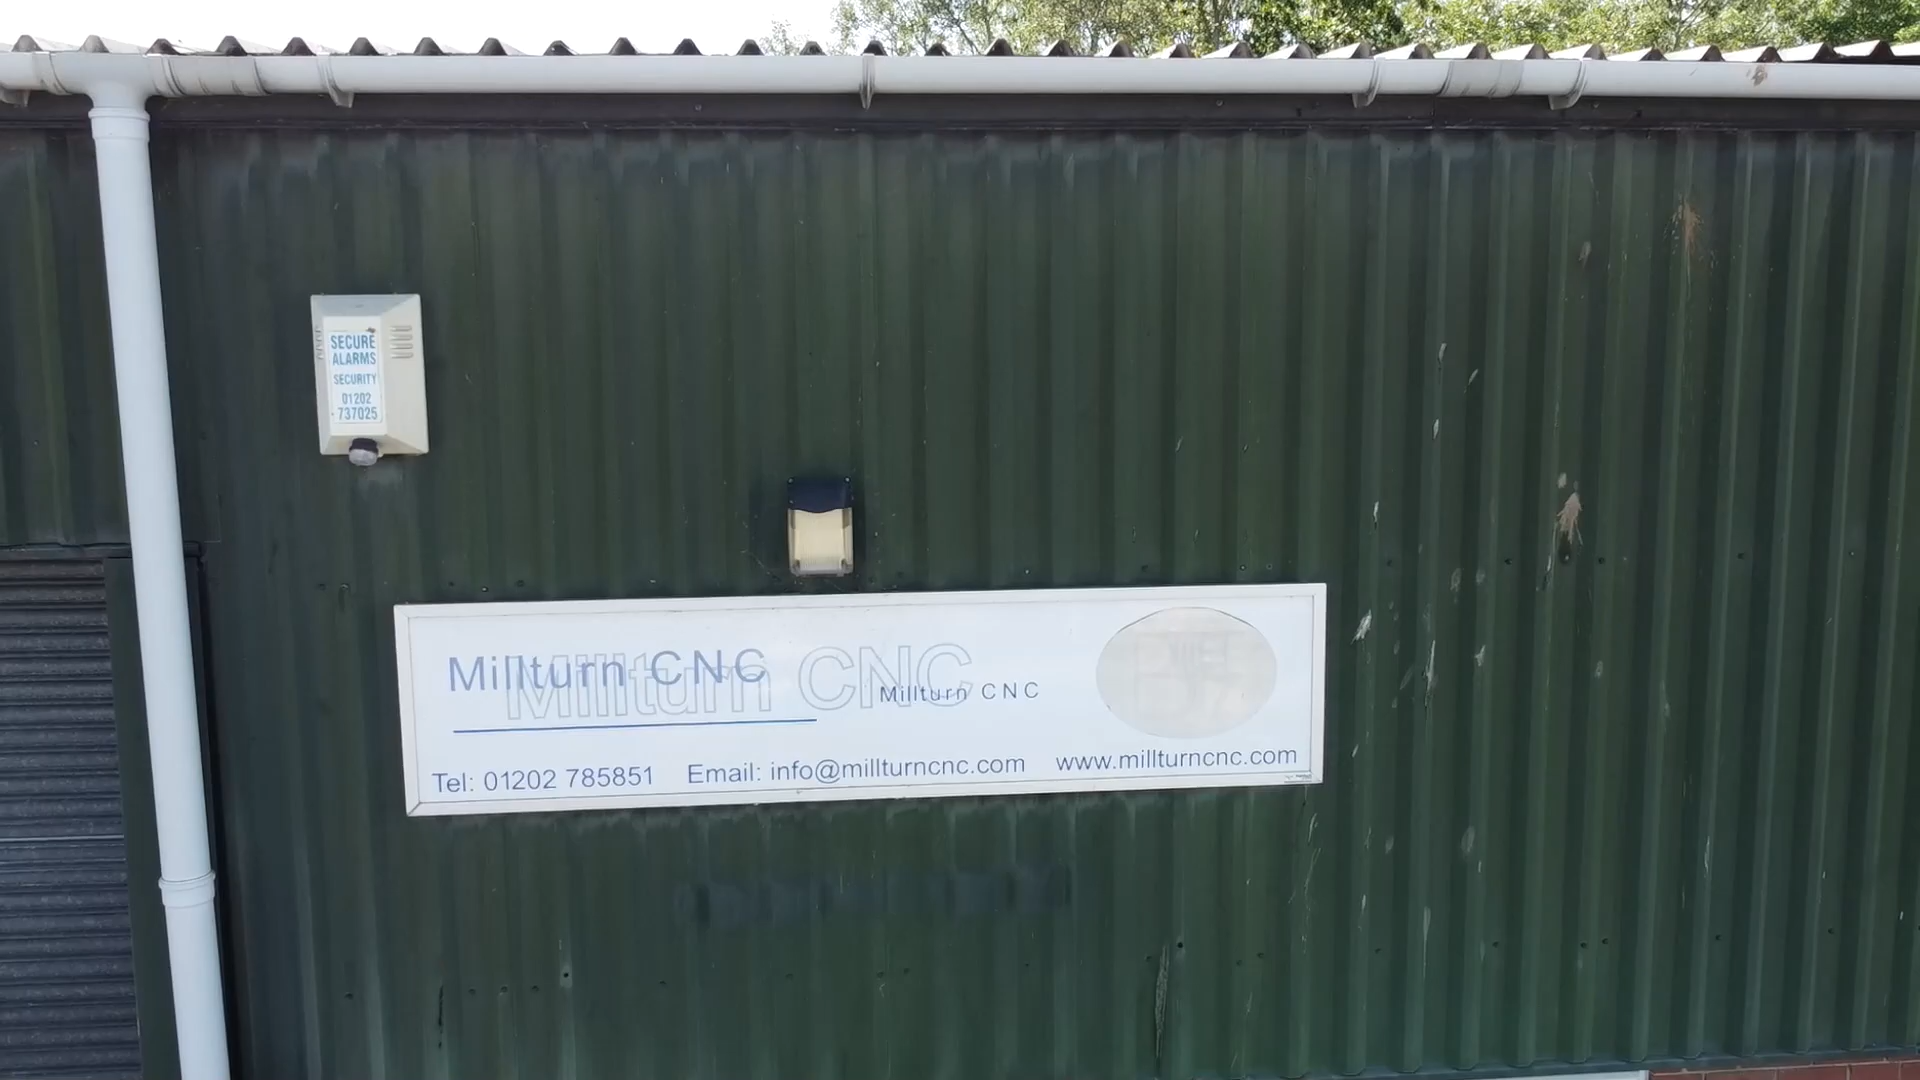 SECURE
ALARMS
SECURITY
01202
737025
Millturn CNC
Millturn CNC
Millturn CNC
Tel: 01202 785851 Email: info@millturncnc.com www.millturncnc.com